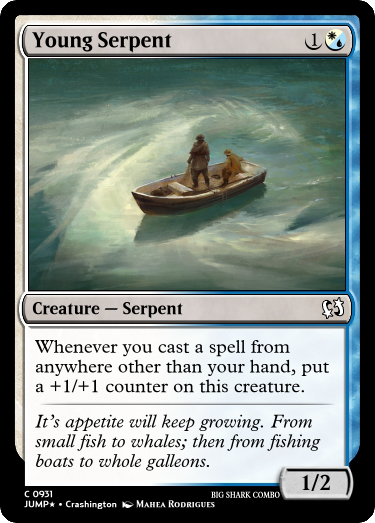 Young Serpent 1
Creature — Serpent
Whenever you cast a spell from
anywhere other than your hand, put
a +1/+1 counter on this creature.
It's appetite will keep growing. From
small fish to whales; then from fishing
boats to whole galleons.
1/2
C 0931
BIG SHARK COMBO
JUMP★ • Crashington Mahea Rodrigues